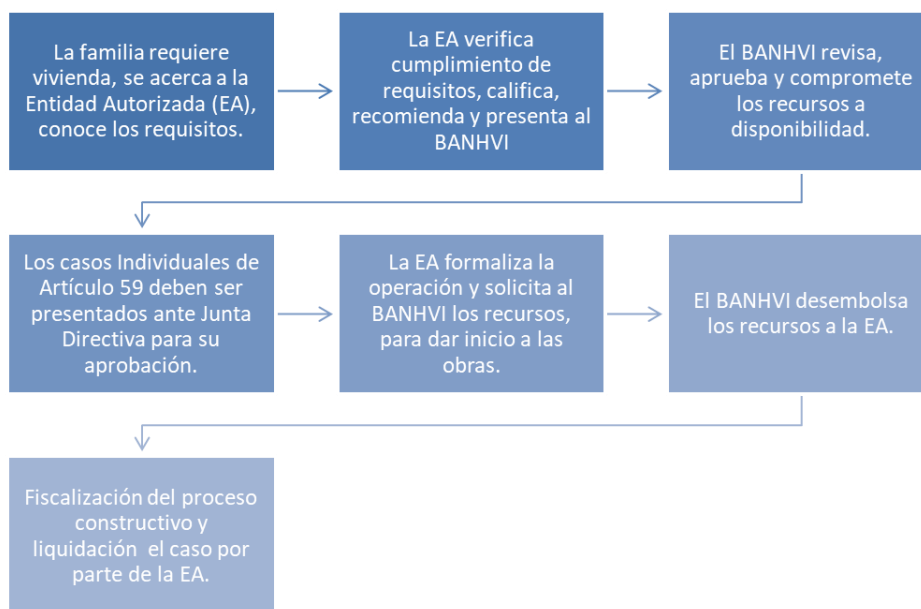 La familia requiere
vivienda, se acerca a la
Entidad Autorizada (EA),
conoce los requisitos.
La EA verifica
cumplimiento de
requisitos, califica,
recomienda y presenta al
BANHVI
El BANHVI revisa,
aprueba y compromete
los recursos a
disponibilidad.
Los casos Individuales de
Artículo 59 deben ser
presentados ante Junta
Directiva para su
aprobación.
La EA formaliza la
operación y solicita al
BANHVI los recursos,
para dar inicio a las
obras.
El BANHVI desembolsa
los recursos a la EA.
Fiscalización del proceso
constructivo y
liquidación el caso por
parte de la EA.